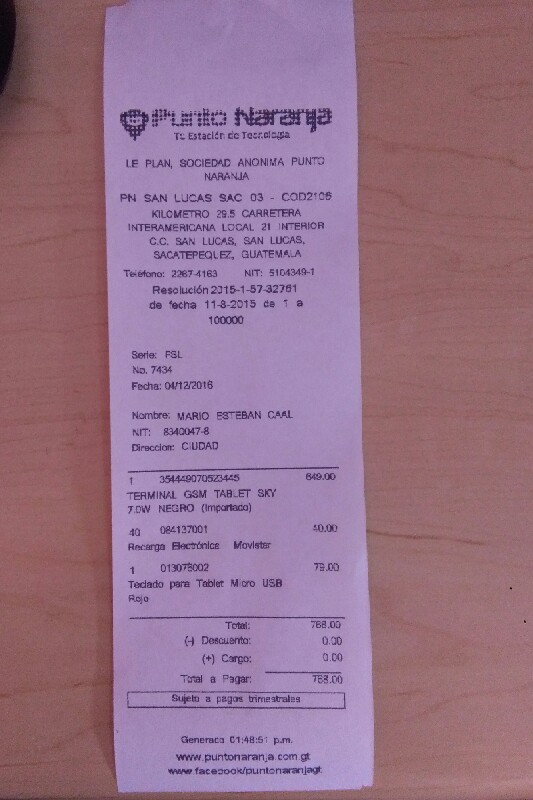 Punto Naranja
Tu Estación de Tecnología
LE PLAN, SOCIEDAD ANONIMA PUNTO
NARANJA
PN SAN LUCAS SAC 03 - COD2106
KILOMETRO 29.5 CARRETERA
INTERAMERICANA LOCAL 21 INTERIOR
C.C. SAN LUCAS, SAN LUCAS,
SACATEPEQUEZ, GUATEMALA
Teléfono: 2267-4163 NIT: 5104349-1
Resolución 2015-1-57-32761
de fecha 11-8-2015 de 1 a
100000
Serie: PSL
No. 7434
Fecha: 04/12/2016
Nombre: MARIO ESTEBAN CAAL
NIT: 8340047-8
Direccion: CIUDAD
1 354449070523445 649.00
TERMINAL GSM TABLET SKY
7.0W NEGRO (Importado)
40 084137001 40.00
Recarga Electrónica Movistar
1 013078002 79.00
Teclado para Tablet Micro USB
Rojo
Total: 768.00
(-) Descuento: 0.00
(+) Cargo: 0.00
Total a Pagar: 768.00
Sujeto a pagos trimestrales
Generado 01:48:51 p.m.
www.puntonaranja.com.gt
www.facebook/puntonaranjagt